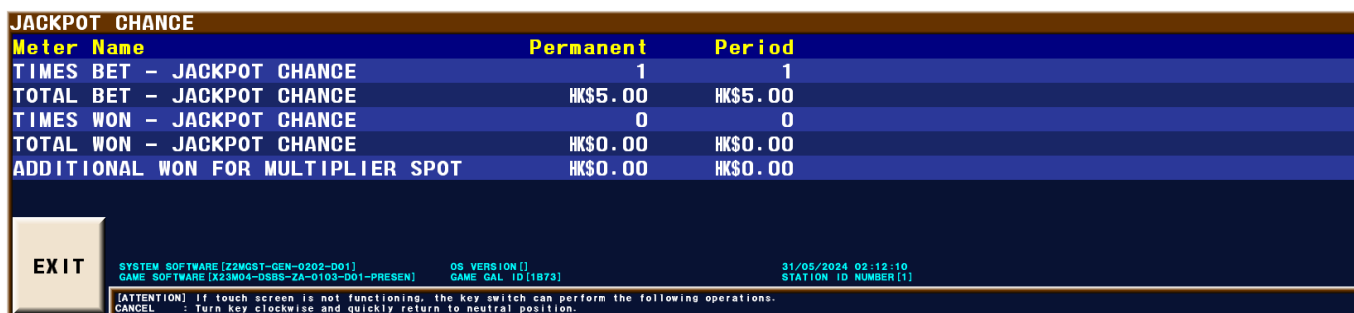 JACKPOT CHANCE
Meter Name Permanent Period
TIMES BET - JACKPOT CHANCE 1 1
TOTAL BET - JACKPOT CHANCE HK$5.00 HK$5.00
TIMES WON - JACKPOT CHANCE 0 0
TOTAL WON - JACKPOT CHANCE HK$0.00 HK$0.00
ADDITIONAL WON FOR MULTIPLIER SPOT HK$0.00 HK$0.00
EXIT
SYSTEM SOFTWARE[Z2MGST-GEN-0202-D01] OS VERSION[] 31/05/2024 02:12:10
GAME SOFTWARE[X23M04-DSBS-ZA-0103-D01-PRESEN] GAME GAL ID[1B73] STATION ID NUMBER[1]
[ATTENTION] If touch screen is not functioning, the key switch can perform the following operations.
CANCEL : Turn key clockwise and quickly return to neutral position.